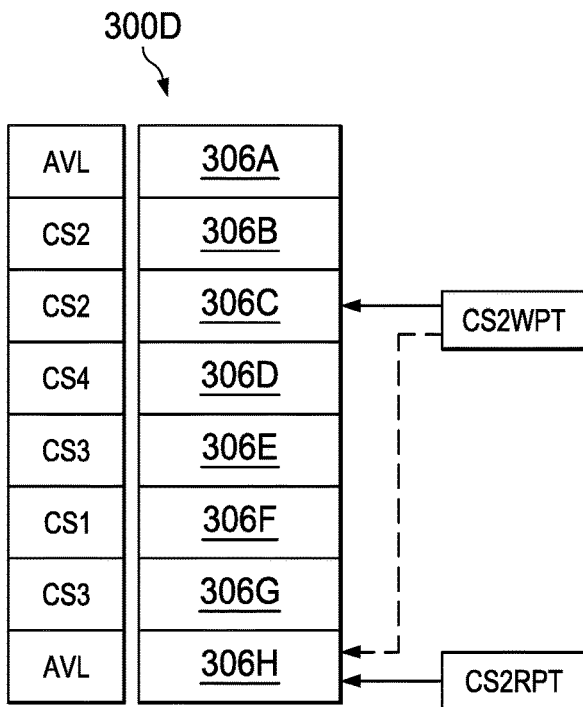 300D
AVL 306A
CS2 306B
CS2 306C
CS2WPT
CS4 306D
CS3 306E
CS1 306F
CS3 306G
AVL 306H
CS2RPT